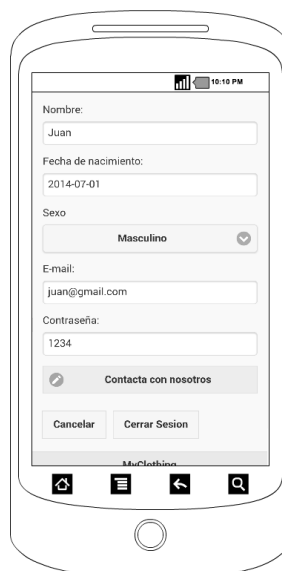 10:10 PM
Nombre:
Juan
Fecha de nacimiento:
2014-07-01
Sexo
Masculino
E-mail:
juan@gmail.com
Contraseña:
1234
Contacta con nosotros
Cancelar Cerrar Sesion
MyClothing